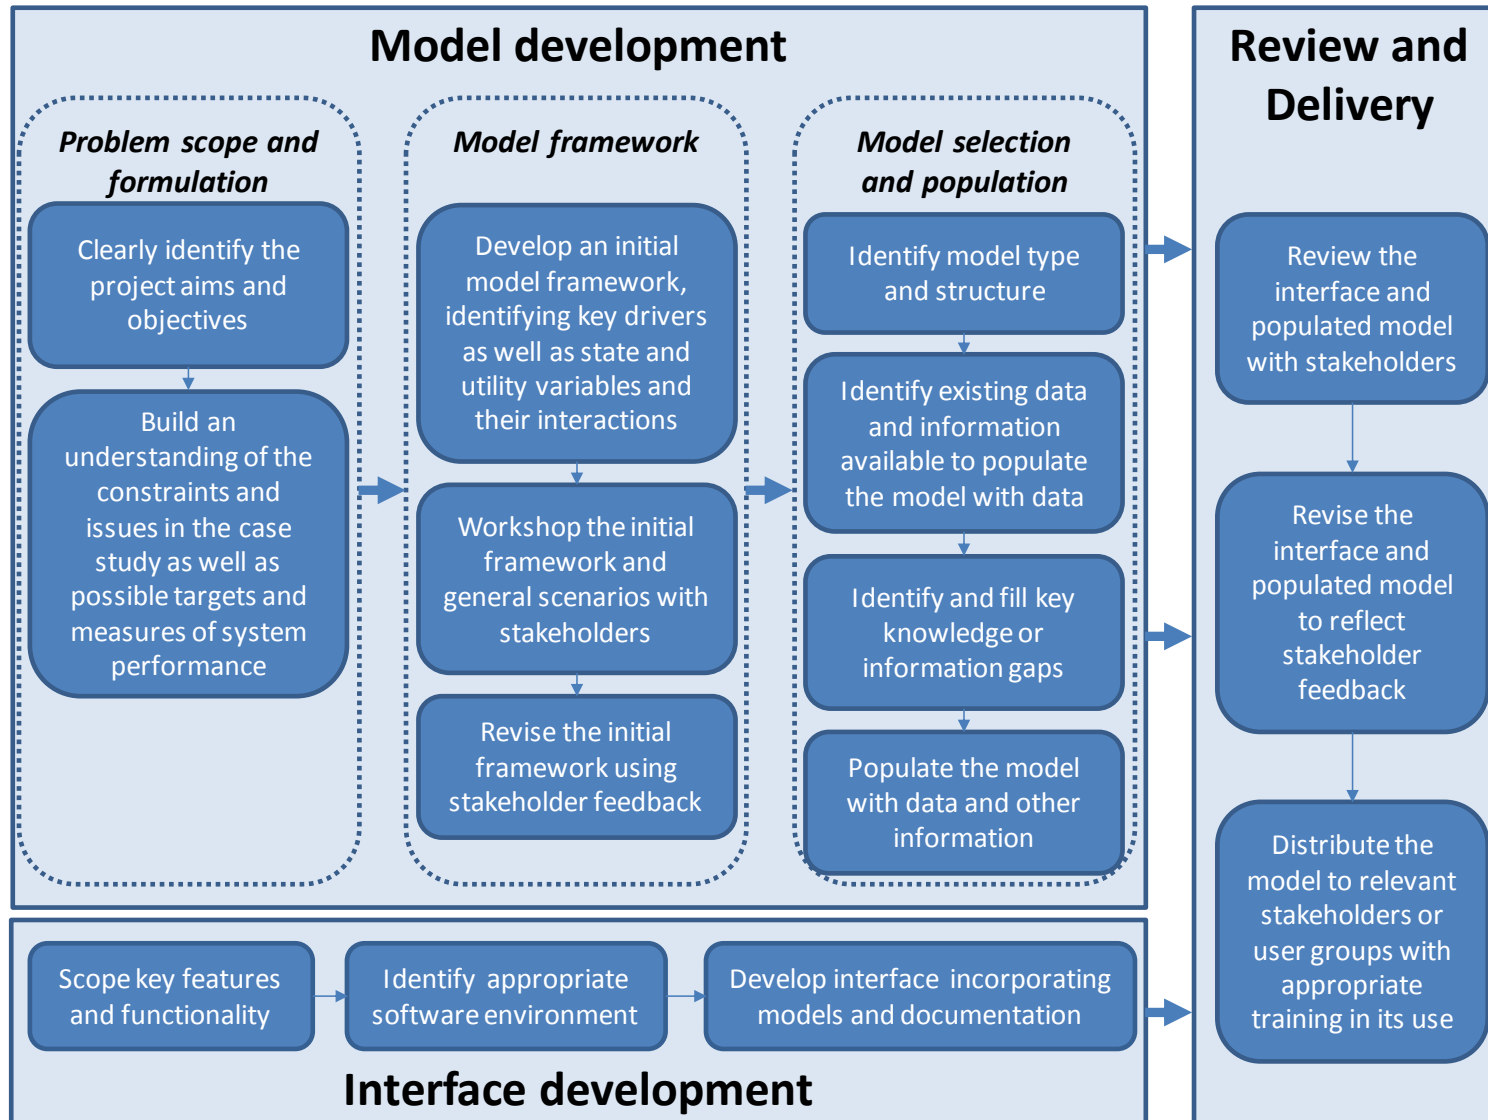 Model development
Problem scope and
formulation
Clearly identify the
project aims and
objectives
Build an
understanding of the
constraints and
issues in the case
study as well as
possible targets and
measures of system
performance
Model framework
Develop an initial
model framework,
identifying key drivers
as well as state and
utility variables and
their interactions
Workshop the initial
framework and
general scenarios with
stakeholders
Revise the initial
framework using
stakeholder feedback
Model selection
and population
Identify model type
and structure
Identify existing data
and information
available to populate
the model with data
Identify and fill key
knowledge or
information gaps
Populate the model
with data and other
information
Scope key features
and functionality
Identify appropriate
software environment
Develop interface incorporating
models and documentation
Interface development
Review and
Delivery
Review the
interface and
populated model
with stakeholders
Revise the
interface and
populated model
to reflect
stakeholder
feedback
Distribute the
model to relevant
stakeholders or
user groups with
appropriate
training in its use